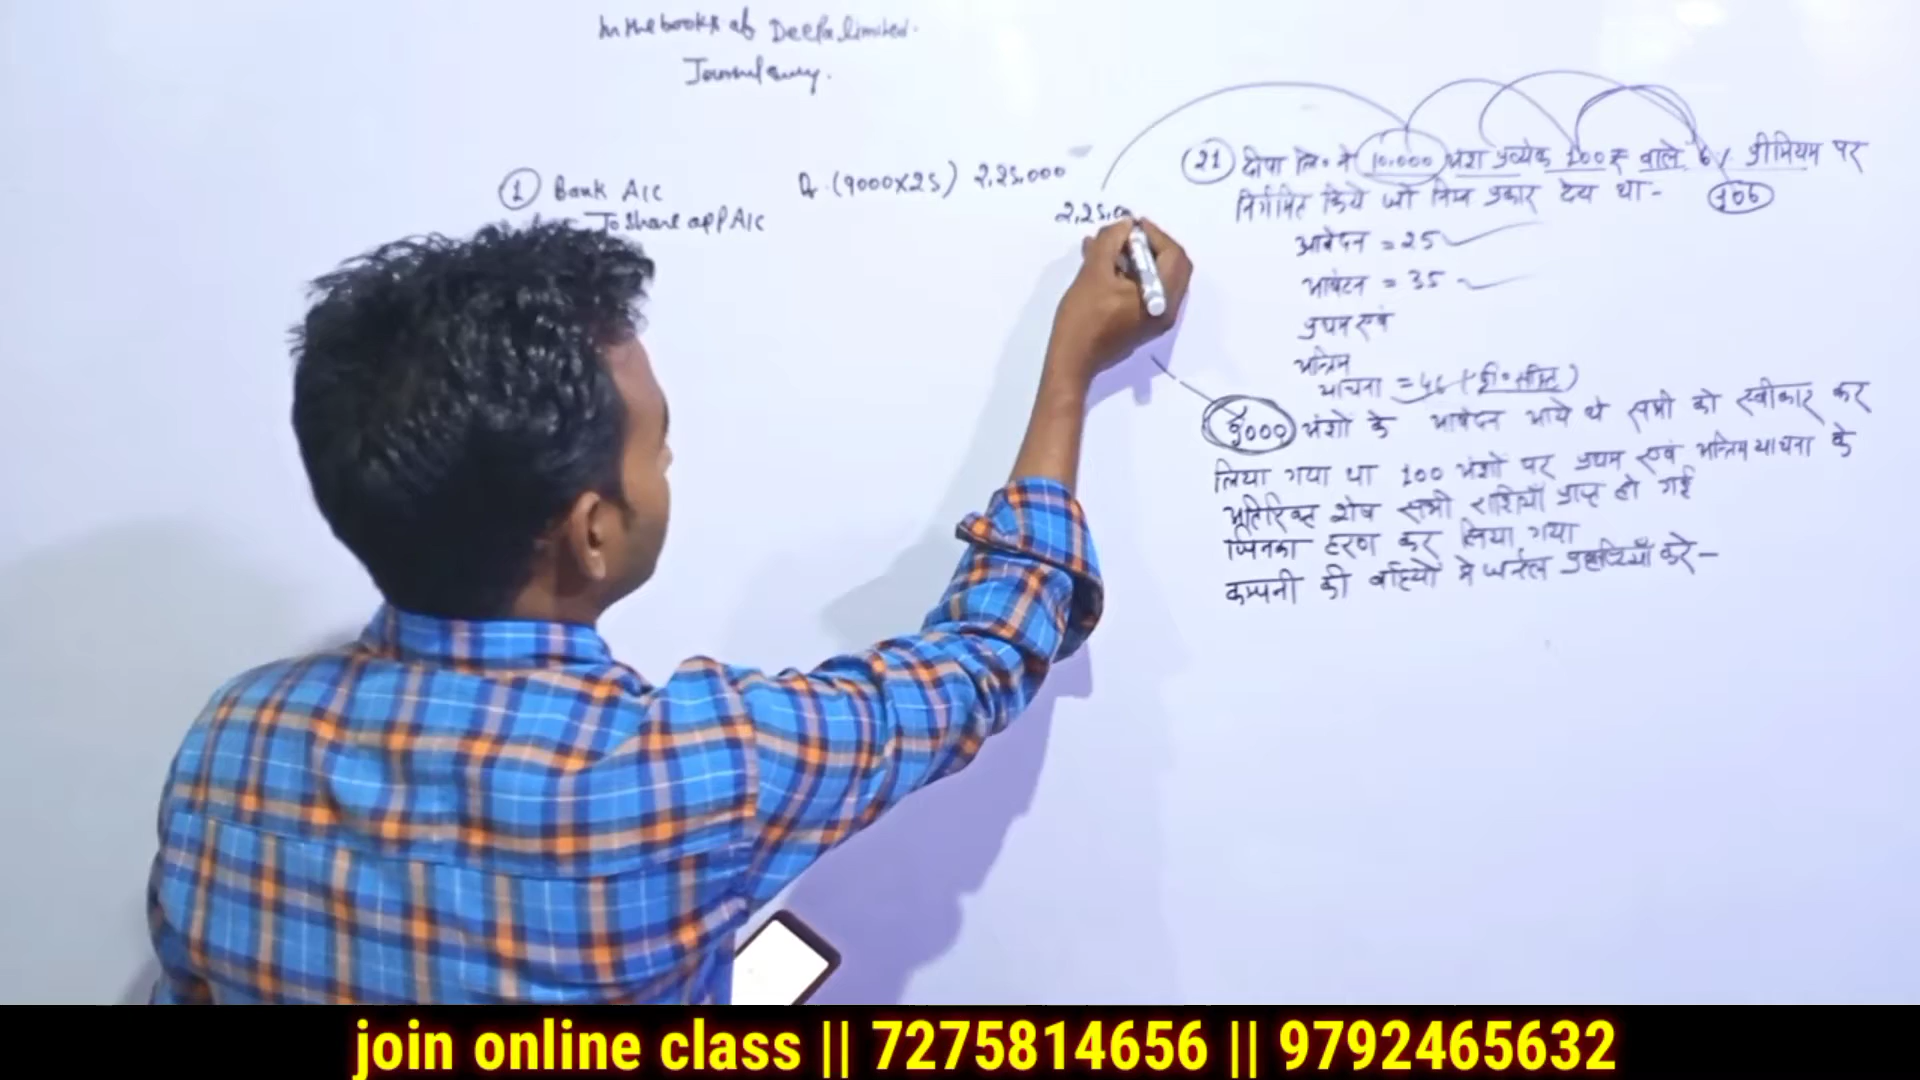 In the books of Deepa limited.
Journal entry.
① Bank A/c Dr (9000×25) 2,25,000
To Share app A/c 2,25,0
(21) दीपा लि० ने 10,000 अंश प्रत्येक 100₹ वाले 6% प्रीमियम पर
निर्गमित किये जो निम्न प्रकार देय था - 106
आवेदन = 25
आबंटन = 35
प्रथम एवं
अन्तिम
याचना = 46 (प्री० सहित)
9000 अंशों के आवेदन आये थे सभी को स्वीकार कर
लिया गया था 100 अंशों पर प्रथम एवं अन्तिम याचना के
अतिरिक्त शेष सभी राशियाँ प्राप्त हो गई
जिनका हरण कर लिया गया
कम्पनी की बहियों में जर्नल प्रविष्टियाँ करे -
join online class || 7275814656 || 9792465632